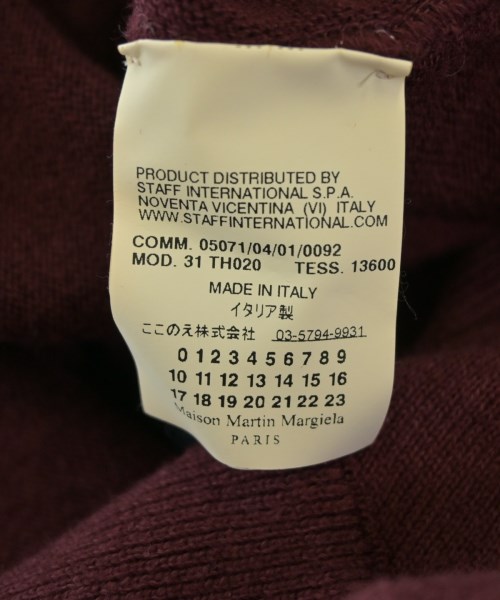 PRODUCT DISTRIBUTED BY
STAFF INTERNATIONAL S.P.A.
NOVENTA VICENTINA (VI) ITALY
WWW.STAFFINTERNATIONAL.COM
COMM. 05071/04/01/0092
MOD. 31 TH020 TESS. 13600
MADE IN ITALY
イタリア製
ここのえ株式会社 03-5794-9931
0 1 2 3 4 5 6 7 8 9
10 11 12 13 14 15 16
17 18 19 20 21 22 23
Maison Martin Margiela
PARIS